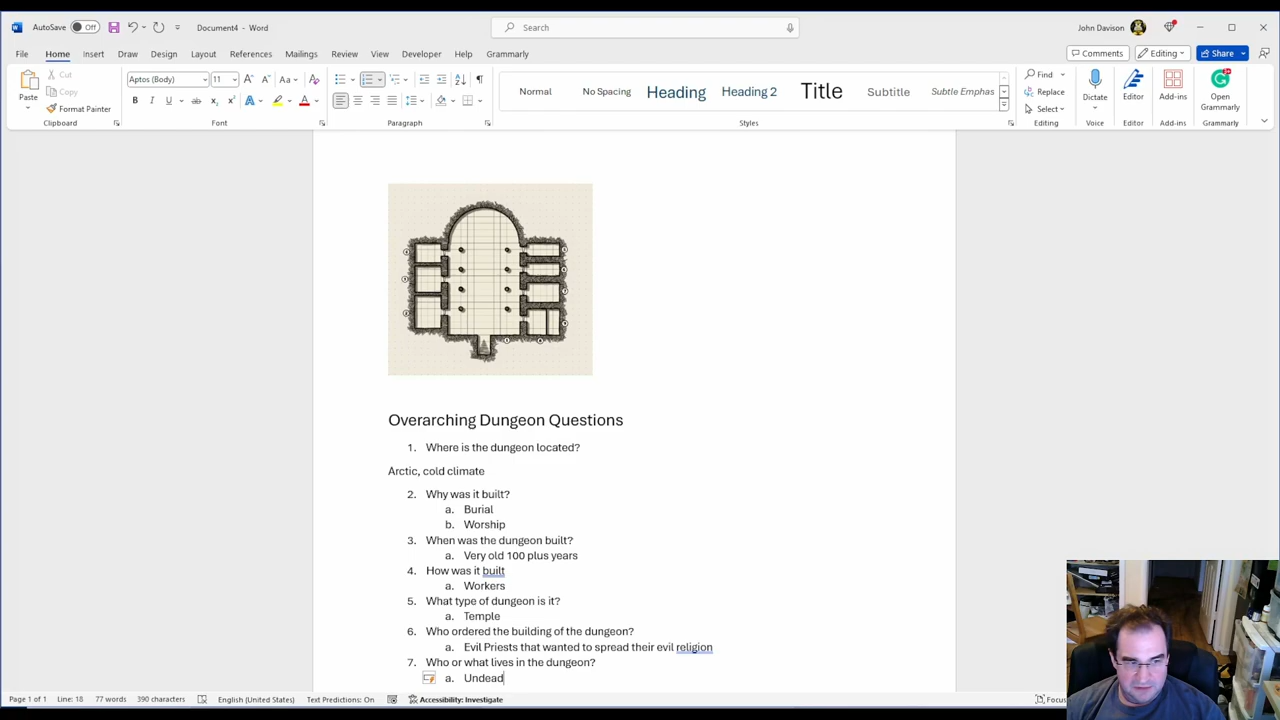 AutoSave Off Document4 - Word Search John Davison
File Home Insert Draw Design Layout References Mailings Review View Developer Help Grammarly Comments Editing Share
Paste
Cut
Copy
Format Painter
Clipboard
Aptos (Body) 11
Font
Paragraph
Normal No Spacing Heading Heading 2 Title Subtitle Subtle Emphas
Styles
Find
Replace
Select
Editing
Dictate
Voice
Editor
Editor
Add-ins
Add-ins
Open
Grammarly
Grammarly
Overarching Dungeon Questions
1. Where is the dungeon located?
Arctic, cold climate
2. Why was it built?
a. Burial
b. Worship
3. When was the dungeon built?
a. Very old 100 plus years
4. How was it built
a. Workers
5. What type of dungeon is it?
a. Temple
6. Who ordered the building of the dungeon?
a. Evil Priests that wanted to spread their evil religion
7. Who or what lives in the dungeon?
a. Undead
Page 1 of 1 Line: 18 77 words 390 characters English (United States) Text Predictions: On Accessibility: Investigate Focus